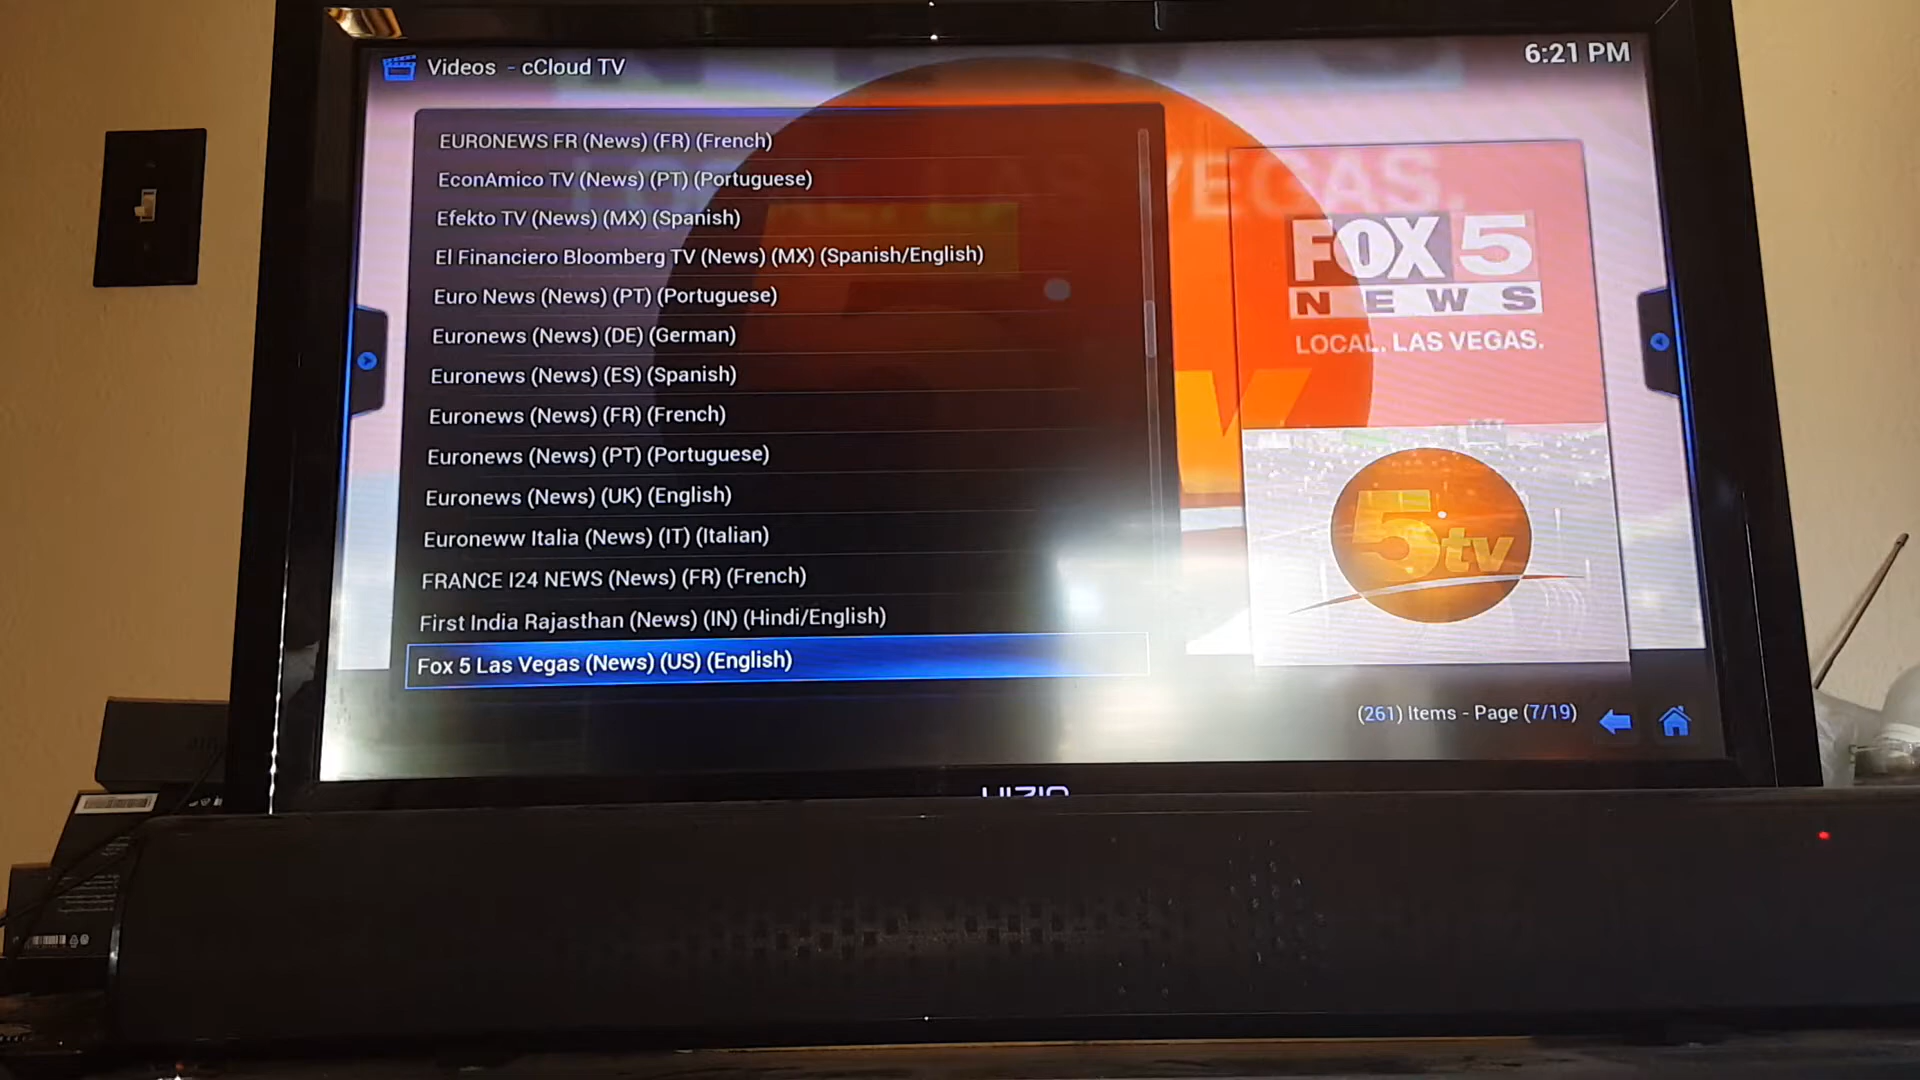 Videos - cCloud TV
6:21 PM
EURONEWS FR (News) (FR) (French)
EconAmico TV (News) (PT) (Portuguese)
Efekto TV (News) (MX) (Spanish)
El Financiero Bloomberg TV (News) (MX) (Spanish/English)
Euro News (News) (PT) (Portuguese)
Euronews (News) (DE) (German)
Euronews (News) (ES) (Spanish)
Euronews (News) (FR) (French)
Euronews (News) (PT) (Portuguese)
Euronews (News) (UK) (English)
Euroneww Italia (News) (IT) (Italian)
FRANCE I24 NEWS (News) (FR) (French)
First India Rajasthan (News) (IN) (Hindi/English)
Fox 5 Las Vegas (News) (US) (English)
VEGAS.
FOX 5
NEWS
LOCAL. LAS VEGAS.
5tv
(261) Items - Page (7/19)
VIZIO